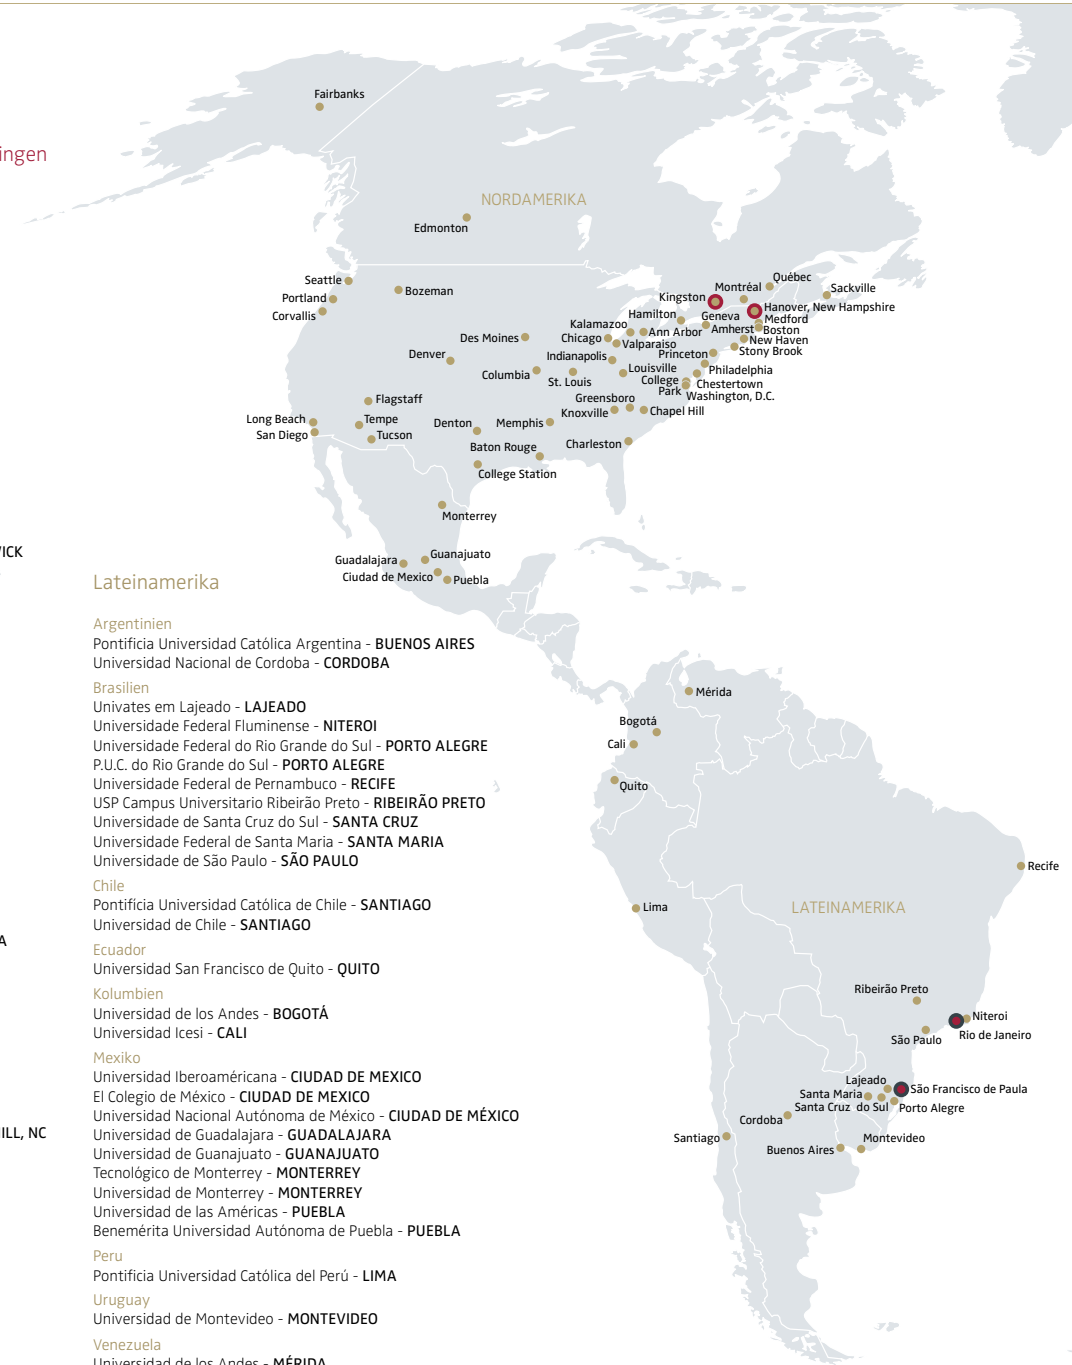 Fairbanks
ingen
NORDAMERIKA
Edmonton
Seattle
Bozeman
Portland
Corvallis
Québec
Montréal
Sackville
Kingston
Hanover, New Hampshire
Hamilton
Geneva
Medford
Kalamazoo
Ann Arbor
Amherst
Boston
Des Moines
Chicago
Valparaiso
New Haven
Denver
Indianapolis
Princeton
Stony Brook
Columbia
St. Louis
Louisville
Philadelphia
College
Park
Chestertown
Washington, D.C.
Flagstaff
Greensboro
Long Beach
Tempe
Denton
Memphis
Knoxville
Chapel Hill
San Diego
Tucson
Baton Rouge
Charleston
College Station
Monterrey
Guadalajara
Guanajuato
Ciudad de Mexico
Puebla
ICK
Lateinamerika
Argentinien
Pontificia Universidad Católica Argentina - BUENOS AIRES
Universidad Nacional de Cordoba - CORDOBA
Brasilien
Univates em Lajeado - LAJEADO
Universidade Federal Fluminense - NITEROI
Universidade Federal do Rio Grande do Sul - PORTO ALEGRE
P.U.C. do Rio Grande do Sul - PORTO ALEGRE
Universidade Federal de Pernambuco - RECIFE
USP Campus Universitario Ribeirão Preto - RIBEIRÃO PRETO
Universidade de Santa Cruz do Sul - SANTA CRUZ
Universidade Federal de Santa Maria - SANTA MARIA
Universidade de São Paulo - SÃO PAULO
Chile
Pontifícia Universidad Católica de Chile - SANTIAGO
Universidad de Chile - SANTIAGO
A
Ecuador
Universidad San Francisco de Quito - QUITO
Kolumbien
Universidad de los Andes - BOGOTÁ
Universidad Icesi - CALI
Mexiko
Universidad Iberoaméricana - CIUDAD DE MEXICO
El Colegio de México - CIUDAD DE MEXICO
Universidad Nacional Autónoma de México - CIUDAD DE MÉXICO
Universidad de Guadalajara - GUADALAJARA
ILL, NC
Universidad de Guanajuato - GUANAJUATO
Tecnológico de Monterrey - MONTERREY
Universidad de Monterrey - MONTERREY
Universidad de las Américas - PUEBLA
Benemérita Universidad Autónoma de Puebla - PUEBLA
Peru
Pontificia Universidad Católica del Perú - LIMA
Uruguay
Universidad de Montevideo - MONTEVIDEO
Venezuela
Universidad de los Andes - MÉRIDA
Mérida
Bogotá
Cali
Quito
Recife
Lima
LATEINAMERIKA
Ribeirão Preto
Niteroi
São Paulo
Rio de Janeiro
Lajeado
São Francisco de Paula
Santa Maria
Santa Cruz do Sul
Porto Alegre
Cordoba
Santiago
Montevideo
Buenos Aires